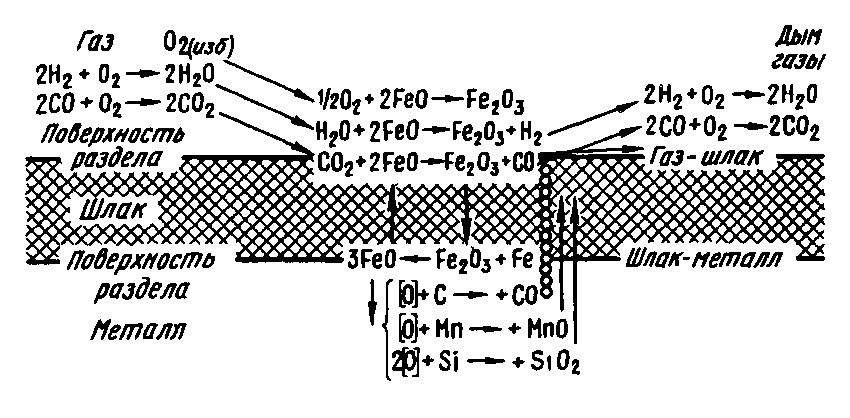 Газ O₂(изб)
2H₂ + O₂ → 2H₂O
2CO + O₂ → 2CO₂
Поверхность
раздела
1/2O₂ + 2FeO → Fe₂O₃
H₂O + 2FeO → Fe₂O₃ + H₂
CO₂ + 2FeO → Fe₂O₃ + CO
Дым
газы
2H₂ + O₂ → 2H₂O
2CO + O₂ → 2CO₂
Газ-шлак
Шлак
Поверхность
раздела
3FeO ← Fe₂O₃ + Fe
Шлак-металл
Металл
[O] + C → + CO
[O] + Mn → + MnO
2[O] + Si → + SiO₂